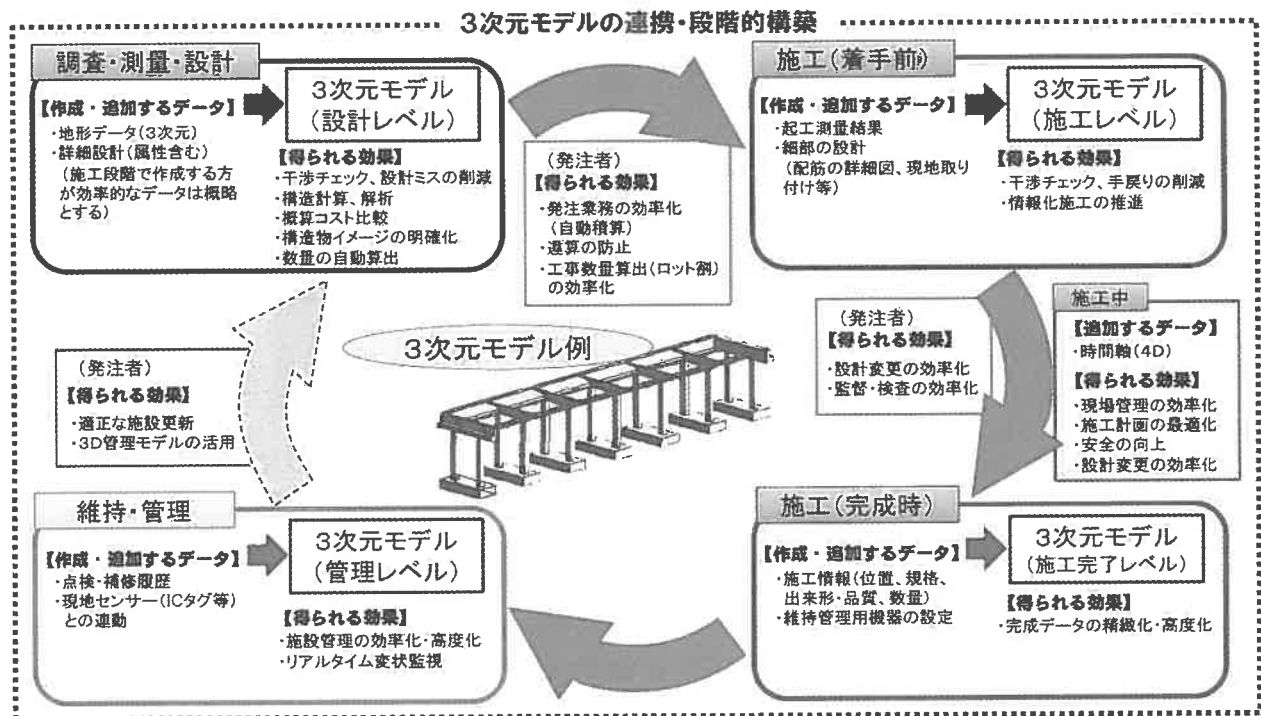 3次元モデルの連携・段階的構築
調査・測量・設計
【作成・追加するデータ】
・地形データ(3次元)
・詳細設計(属性含む)
(施工段階で作成する方
が効率的なデータは概略
とする)
3次元モデル
(設計レベル)
【得られる効果】
・干渉チェック、設計ミスの削減
・構造計算、解析
・概算コスト比較
・構造物イメージの明確化
・数量の自動算出
(発注者)
【得られる効果】
・発注業務の効率化
(自動積算)
・違算の防止
・工事数量算出(ロット割)
の効率化
施工(着手前)
【作成・追加するデータ】
・起工測量結果
・細部の設計
(配筋の詳細図、現地取り
付け等)
3次元モデル
(施工レベル)
【得られる効果】
・干渉チェック、手戻りの削減
・情報化施工の推進
(発注者)
【得られる効果】
・設計変更の効率化
・監督・検査の効率化
施工中
【追加するデータ】
・時間軸(4D)
【得られる効果】
・現場管理の効率化
・施工計画の最適化
・安全の向上
・設計変更の効率化
3次元モデル例
(発注者)
【得られる効果】
・適正な施設更新
・3D管理モデルの活用
維持・管理
【作成・追加するデータ】
・点検・補修履歴
・現地センサー(ICタグ等)
との連動
3次元モデル
(管理レベル)
【得られる効果】
・施設管理の効率化・高度化
・リアルタイム変状監視
施工(完成時)
【作成・追加するデータ】
・施工情報(位置、規格、
出来形・品質、数量)
・維持管理用機器の設定
3次元モデル
(施工完了レベル)
【得られる効果】
・完成データの精緻化・高度化